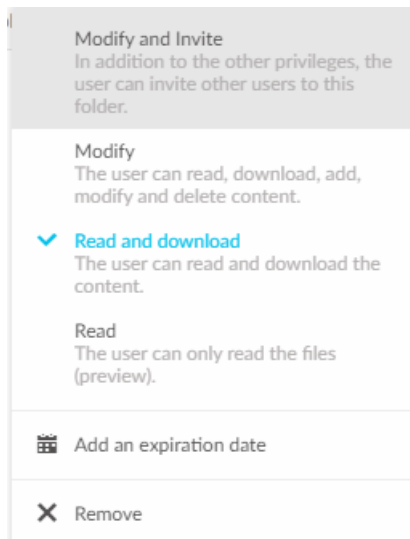 Modify and Invite
In addition to the other privileges, the
user can invite other users to this
folder.
Modify
The user can read, download, add,
modify and delete content.
Read and download
The user can read and download the
content.
Read
The user can only read the files
(preview).
Add an expiration date
Remove